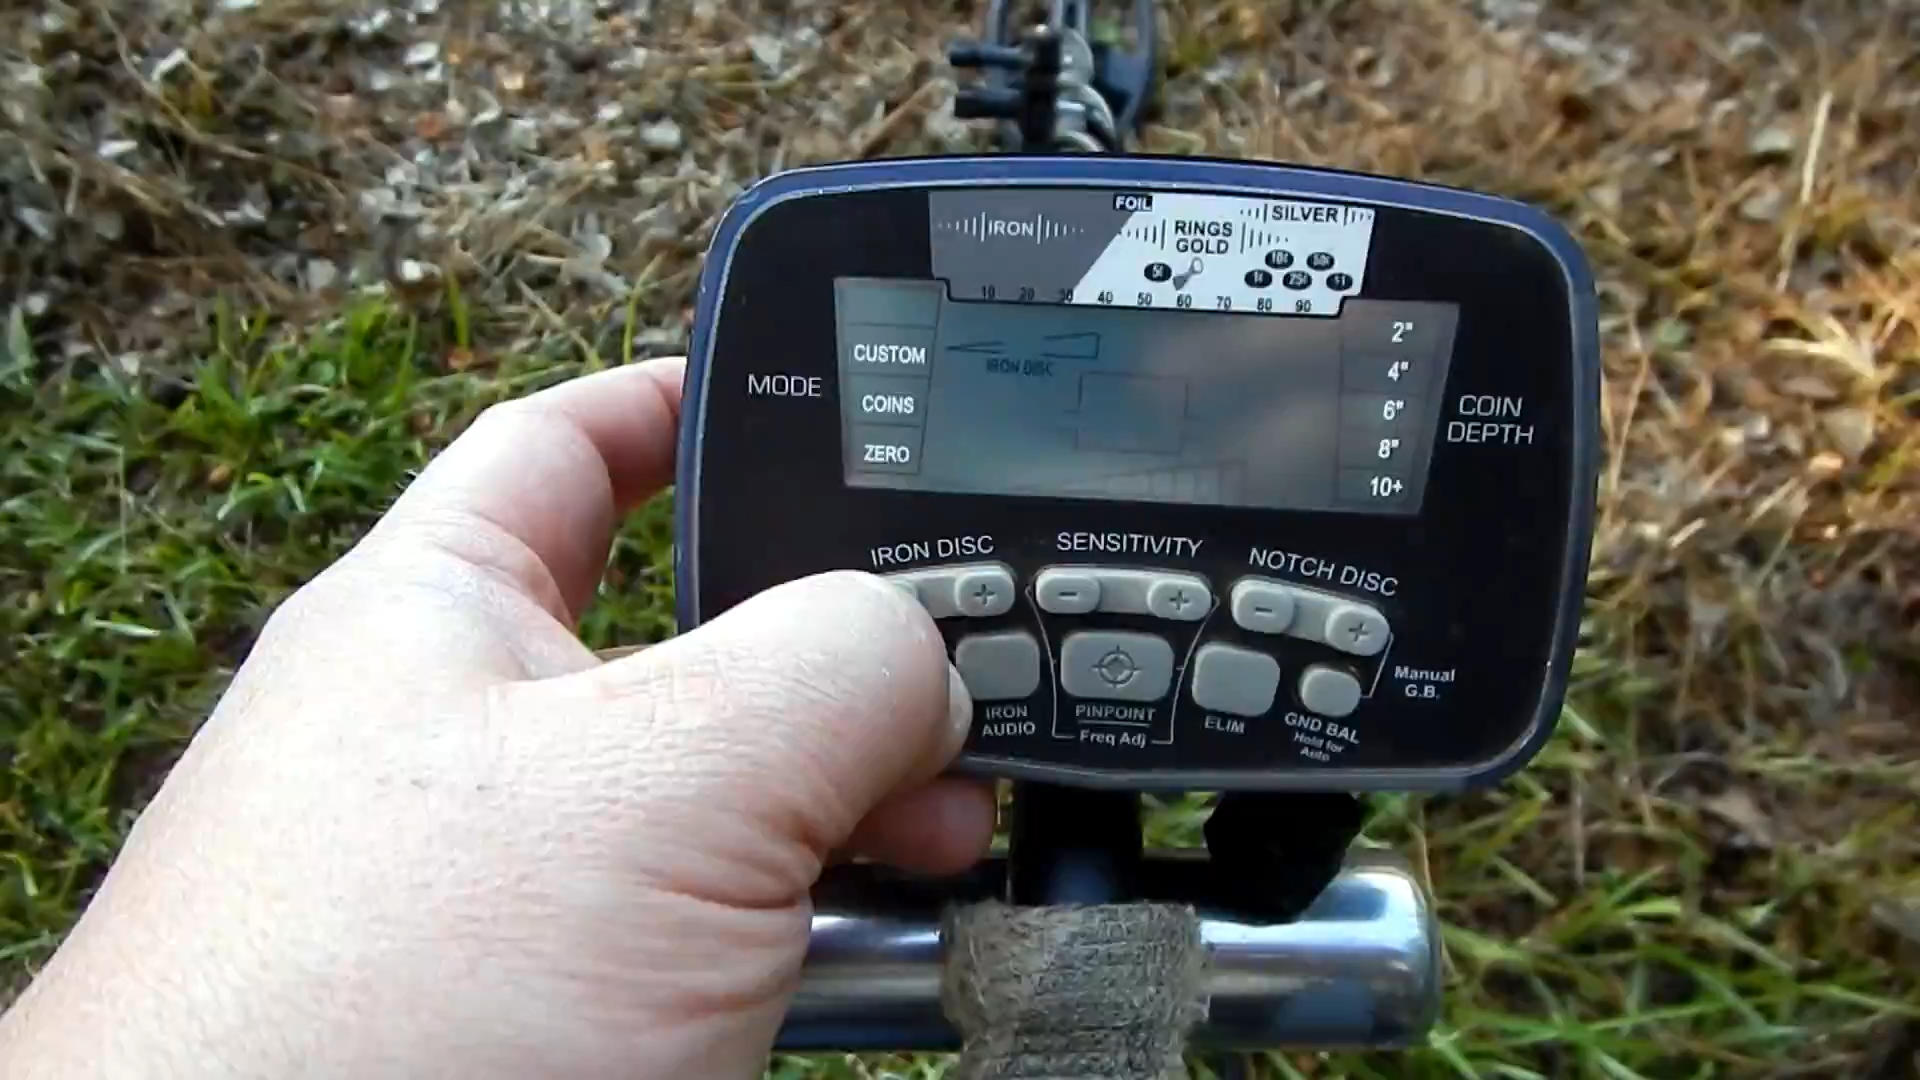 FOIL
SILVER
IRON
RINGS
GOLD
10¢ 50¢
5¢ 1¢ 25¢ $1
10 20 30 40 50 60 70 80 90
2"
CUSTOM
IRON DISC
4"
MODE
COINS
6"
COIN
DEPTH
ZERO
8"
10+
IRON DISC
SENSITIVITY
NOTCH DISC
+
- +
- +
Manual
G.B.
IRON
AUDIO
PINPOINT
Freq Adj
ELIM
GND BAL
Hold for
Auto